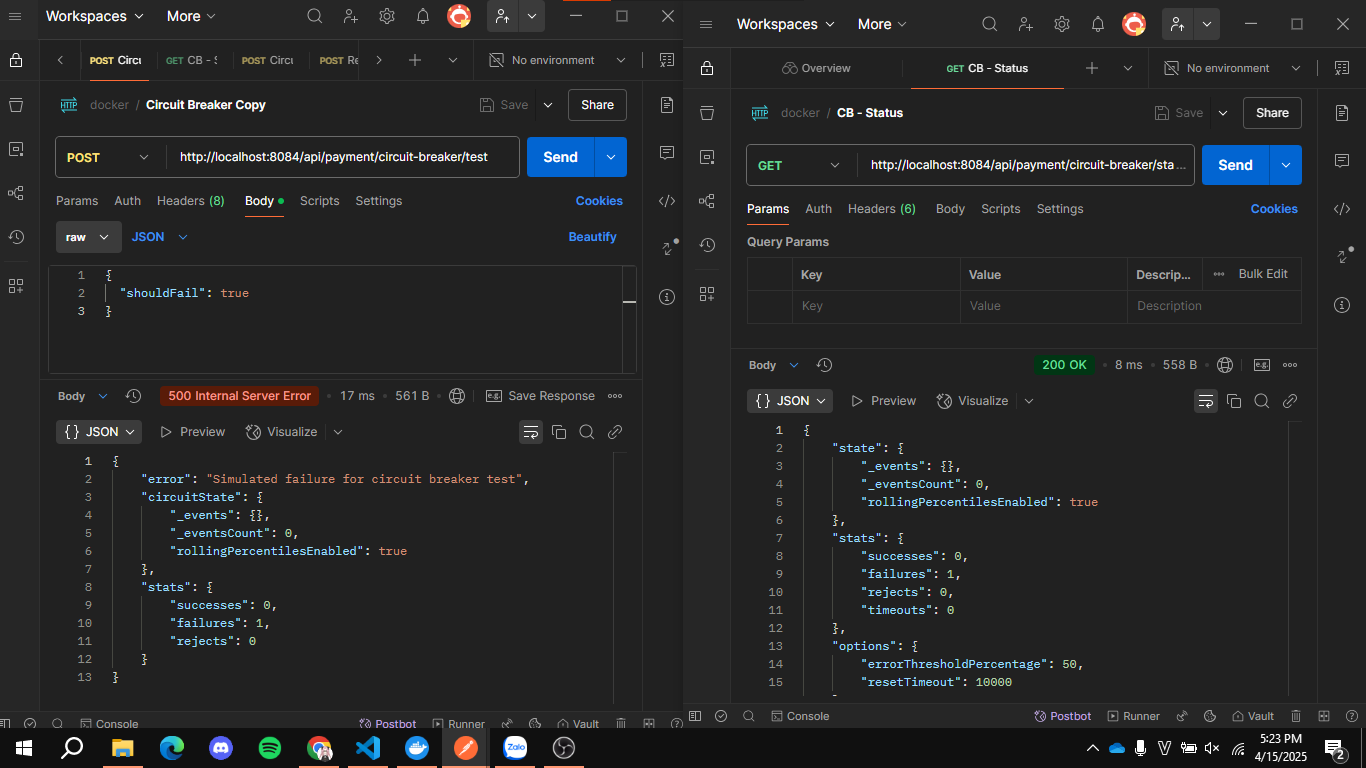 Workspaces
More
POST Circu
GET CB - S
POST Circu
POST Re
No environment
docker / Circuit Breaker Copy
Save
Share
POST
http://localhost:8084/api/payment/circuit-breaker/test
Send
Params
Auth
Headers (8)
Body
Scripts
Settings
Cookies
raw
JSON
Beautify
1 {
2 "shouldFail": true
3 }
Body
500 Internal Server Error
17 ms
561 B
e.g.
Save Response
{} JSON
Preview
Visualize
1 {
2 "error": "Simulated failure for circuit breaker test",
3 "circuitState": {
4 "_events": {},
5 "_eventsCount": 0,
6 "rollingPercentilesEnabled": true
7 },
8 "stats": {
9 "successes": 0,
10 "failures": 1,
11 "rejects": 0
12 }
13 }
Console
Postbot
Runner
Vault
Workspaces
More
Overview
GET CB - Status
No environment
HTTP
docker / CB - Status
Save
Share
GET
http://localhost:8084/api/payment/circuit-breaker/sta...
Send
Params
Auth
Headers (6)
Body
Scripts
Settings
Cookies
Query Params
Key
Value
Descrip...
Bulk Edit
Key
Value
Description
Body
200 OK
8 ms
558 B
e.g.
{} JSON
Preview
Visualize
1 {
2 "state": {
3 "_events": {},
4 "_eventsCount": 0,
5 "rollingPercentilesEnabled": true
6 },
7 "stats": {
8 "successes": 0,
9 "failures": 1,
10 "rejects": 0,
11 "timeouts": 0
12 },
13 "options": {
14 "errorThresholdPercentage": 50,
15 "resetTimeout": 10000
Console
Postbot
Runner
Vault
Zalo
V
5:23 PM
4/15/2025
2